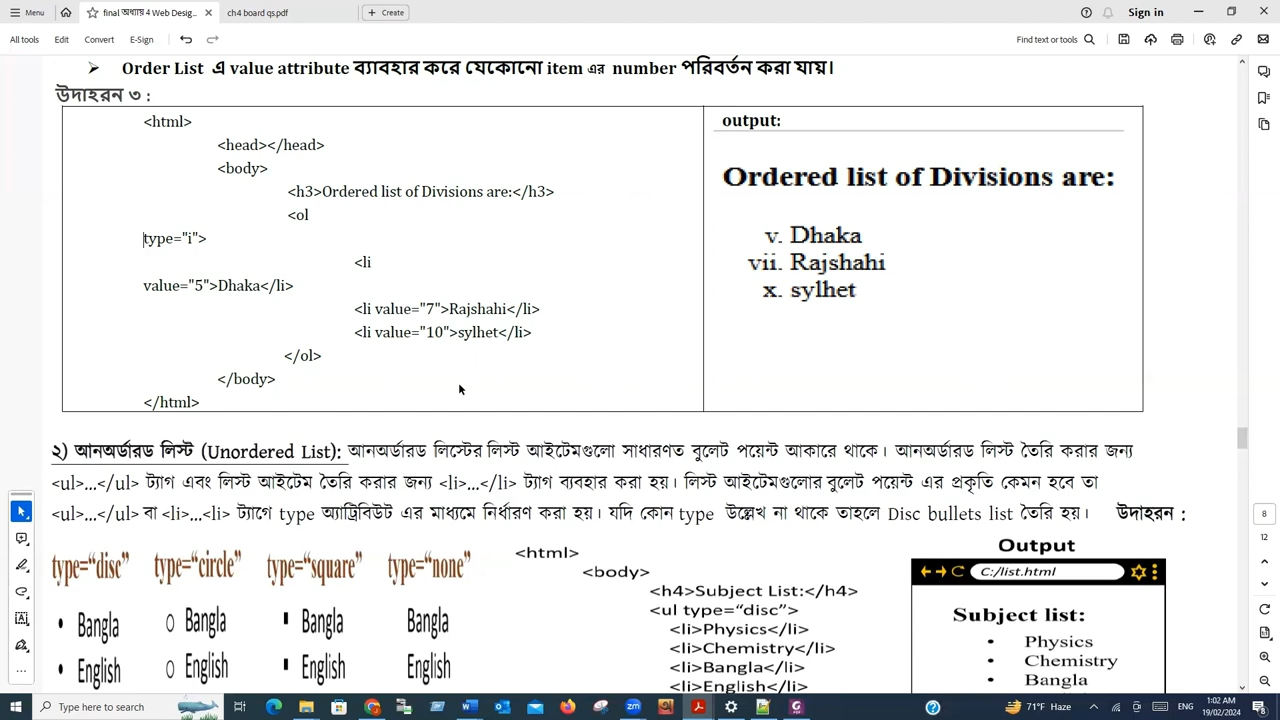 Menu
final অধ্যায় 4 Web Desig...
ch4 board qs.pdf
+ Create
Sign in
All tools
Edit
Convert
E-Sign
Find text or tools
➤ Order List এ value attribute ব্যাবহার করে যেকোনো item এর number পরিবর্তন করা যায়।
উদাহরন ৩ :
<html>
<head></head>
<body>
<h3>Ordered list of Divisions are:</h3>
<ol
type="i">
<li
value="5">Dhaka</li>
<li value="7">Rajshahi</li>
<li value="10">sylhet</li>
</ol>
</body>
</html>
output:
Ordered list of Divisions are:
v. Dhaka
vii. Rajshahi
x. sylhet
২) আনঅর্ডারড লিস্ট (Unordered List): আনঅর্ডারড লিস্টের লিস্ট আইটেমগুলো সাধারণত বুলেট পয়েন্ট আকারে থাকে। আনঅর্ডারড লিস্ট তৈরি করার জন্য
<ul>...</ul> ট্যাগ এবং লিস্ট আইটেম তৈরি করার জন্য <li>...</li> ট্যাগ ব্যবহার করা হয়। লিস্ট আইটেমগুলোর বুলেট পয়েন্ট এর প্রকৃতি কেমন হবে তা
<ul>...</ul> বা <li>...<li> ট্যাগে type অ্যাট্রিবিউট এর মাধ্যমে নির্ধারণ করা হয়। যদি কোন type উল্লেখ না থাকে তাহলে Disc bullets list তৈরি হয়। উদাহরন :
type=“disc” type=“circle” type=“square” type=“none”
• Bangla ○ Bangla ▪ Bangla Bangla
• English ○ English ▪ English English
<html>
<body>
<h4>Subject List:</h4>
<ul type=“disc”>
<li>Physics</li>
<li>Chemistry</li>
<li>Bangla</li>
<li>English</li>
Output
C:/list.html
Subject list:
• Physics
• Chemistry
• Bangla
8
12
Type here to search
71°F Haze
ENG
1:02 AM
19/02/2024